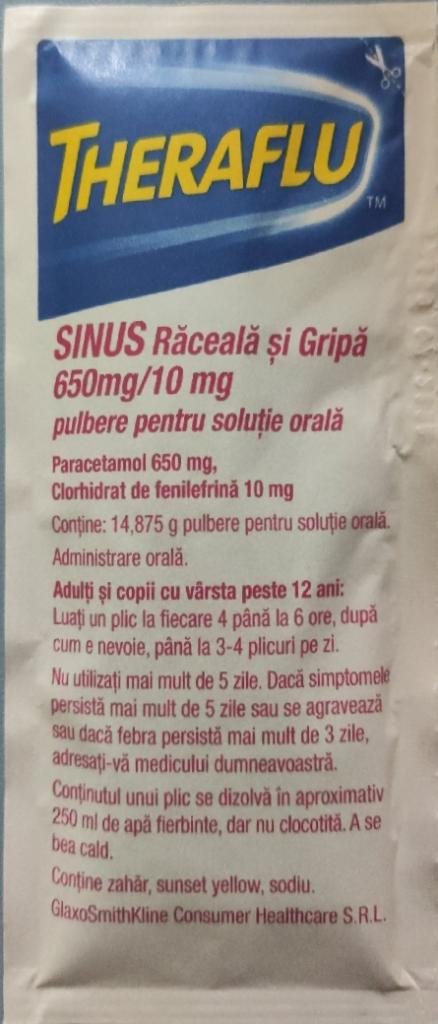 THERAFLU
TM
SINUS Răceală și Gripă
650mg/10 mg
pulbere pentru soluție orală
Paracetamol 650 mg,
Clorhidrat de fenilefrină 10 mg
Conține: 14,875 g pulbere pentru soluție orală.
Administrare orală.
Adulți și copii cu vârsta peste 12 ani:
Luați un plic la fiecare 4 până la 6 ore, după
cum e nevoie, până la 3-4 plicuri pe zi.
Nu utilizați mai mult de 5 zile. Dacă simptomele
persistă mai mult de 5 zile sau se agravează
sau dacă febra persistă mai mult de 3 zile,
adresați-vă medicului dumneavoastră.
Conținutul unui plic se dizolvă în aproximativ
250 ml de apă fierbinte, dar nu clocotită. A se
bea cald.
Conține zahăr, sunset yellow, sodiu.
GlaxoSmithKline Consumer Healthcare S.R.L.